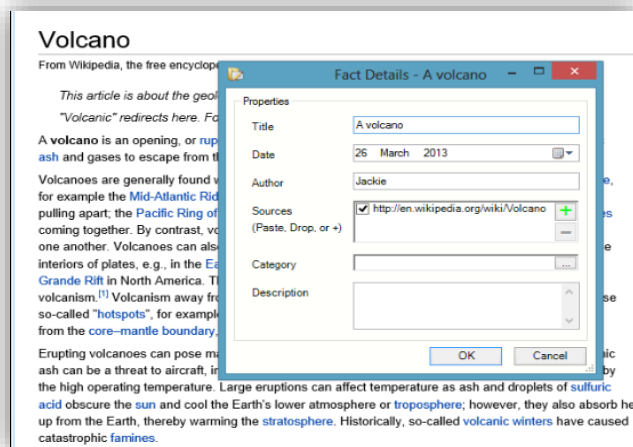 Volcano
From Wikipedia, the free encyclope
This article is about the geol
"Volcanic" redirects here. Fo
A volcano is an opening, or rup
ash and gases to escape from th
Volcanoes are generally found w
for example the Mid-Atlantic Rid
pulling apart; the Pacific Ring of
coming together. By contrast, vo
one another. Volcanoes can also
interiors of plates, e.g., in the Ea
Grande Rift in North America. T
volcanism.[1] Volcanism away fro
so-called "hotspots", for example
from the core–mantle boundary,
Erupting volcanoes can pose ma
ash can be a threat to aircraft, in
the high operating temperature. Large eruptions can affect temperature as ash and droplets of sulfuric
acid obscure the sun and cool the Earth's lower atmosphere or troposphere; however, they also absorb he
up from the Earth, thereby warming the stratosphere. Historically, so-called volcanic winters have caused
catastrophic famines.
Fact Details - A volcano
Properties
Title
A volcano
Date
26 March 2013
Author
Jackie
Sources
(Paste, Drop, or +)
http://en.wikipedia.org/wiki/Volcano
Category
...
Description
OK
Cancel